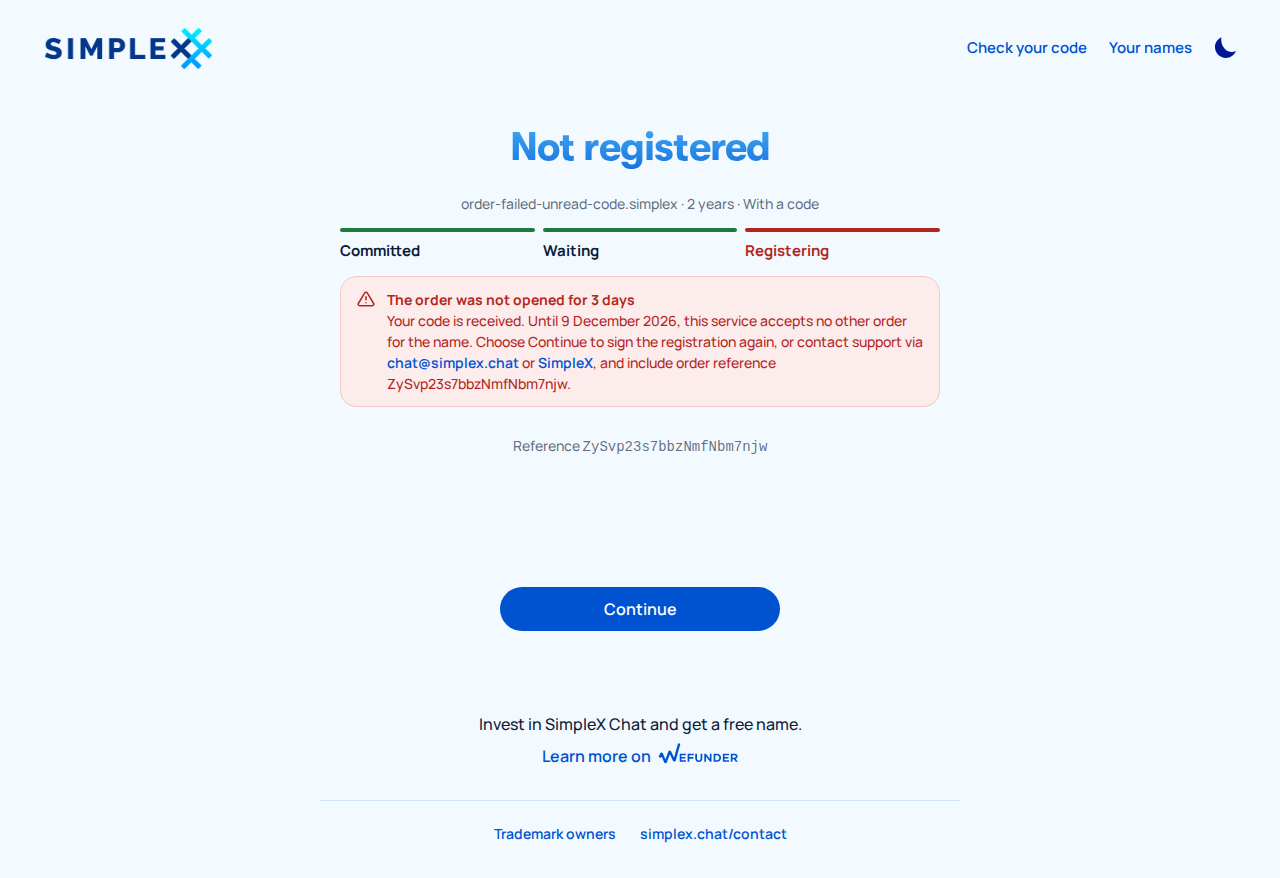 SIMPLEX
Check your code
Your names
Not registered
order-failed-unread-code.simplex · 2 years · With a code
Committed
Waiting
Registering
The order was not opened for 3 days
Your code is received. Until 9 December 2026, this service accepts no other order
for the name. Choose Continue to sign the registration again, or contact support via
chat@simplex.chat or SimpleX, and include order reference
ZySvp23s7bbzNmfNbm7njw.
Reference ZySvp23s7bbzNmfNbm7njw
Continue
Invest in SimpleX Chat and get a free name.
Learn more on WEFUNDER
Trademark owners
simplex.chat/contact